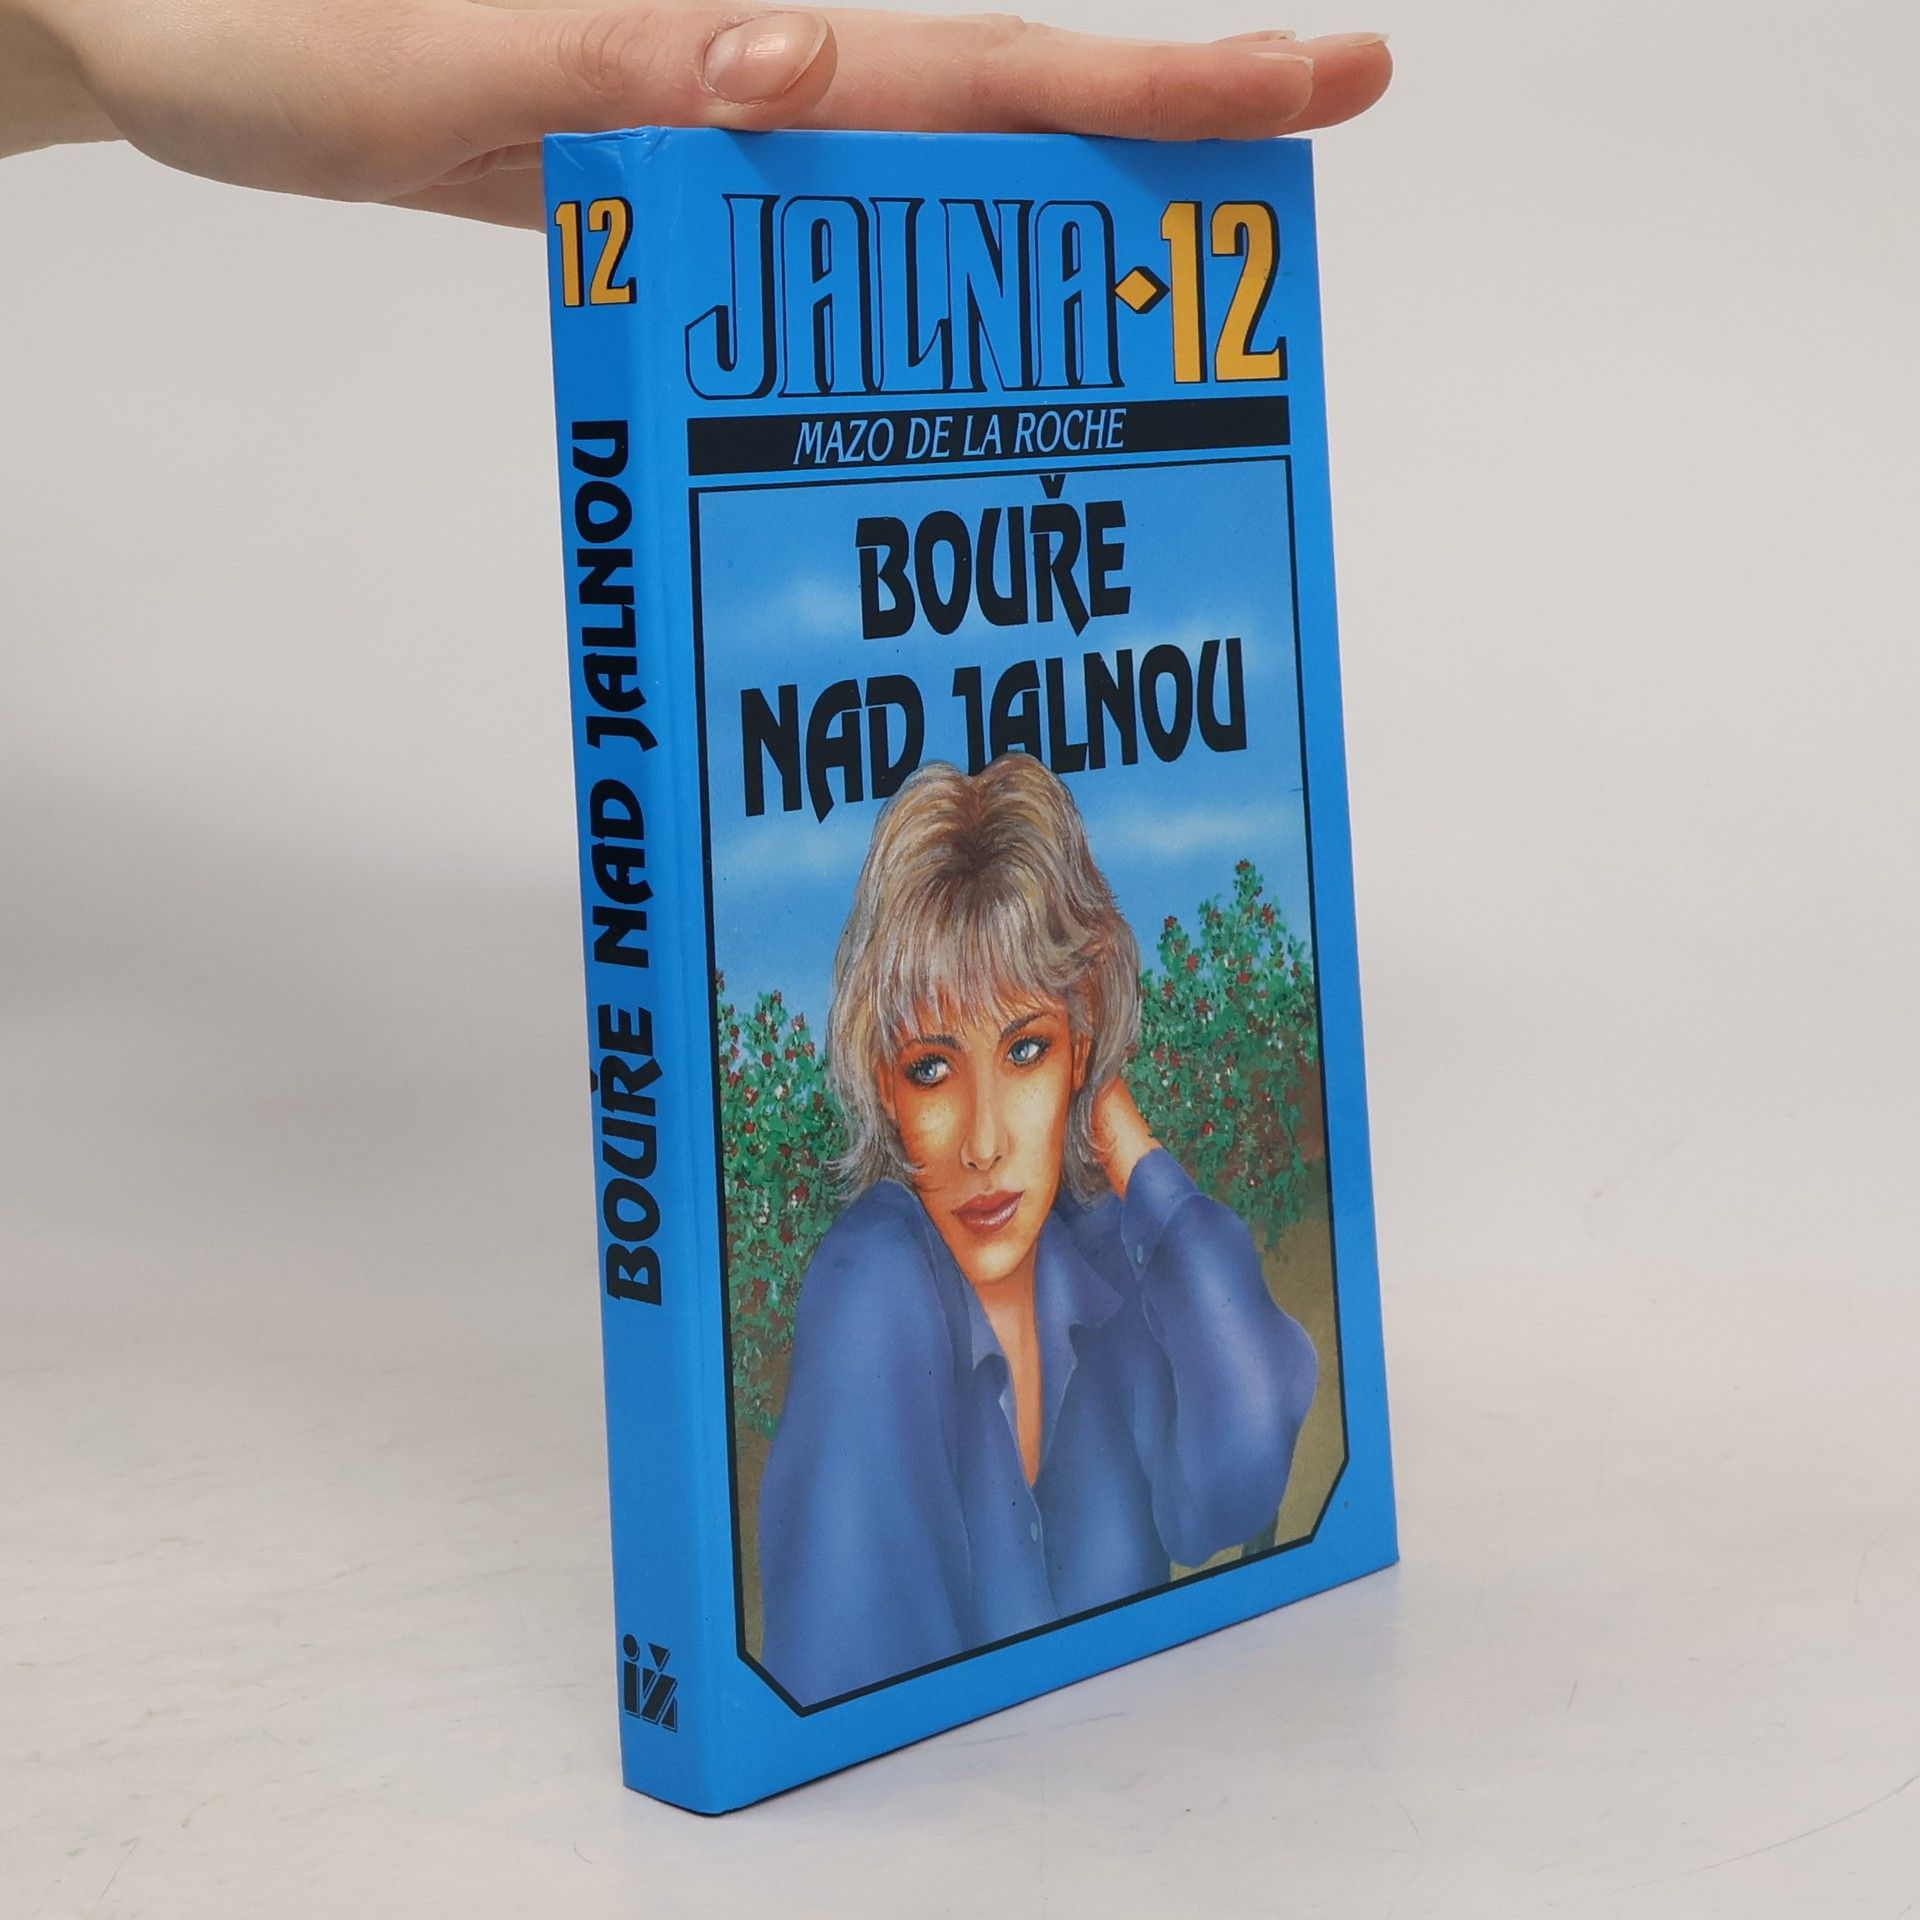 12
BOUŘE NAD JALNOU
iž
JALNA◆12
MAZO DE LA ROCHE
BOUŘE
NAD JALNOU